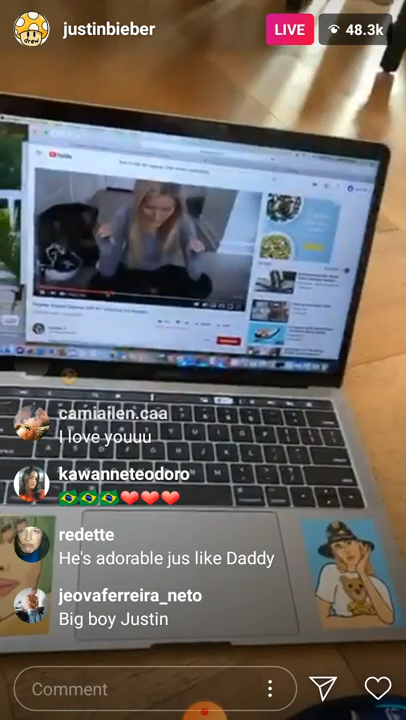 justinbieber
LIVE
48.3k
YouTube
camiailen.caa
I love youuu
kawanneteodoro
🇧🇷🇧🇷🇧🇷❤️❤️❤️
redette
He's adorable jus like Daddy
jeovaferreira_neto
Big boy Justin
Comment